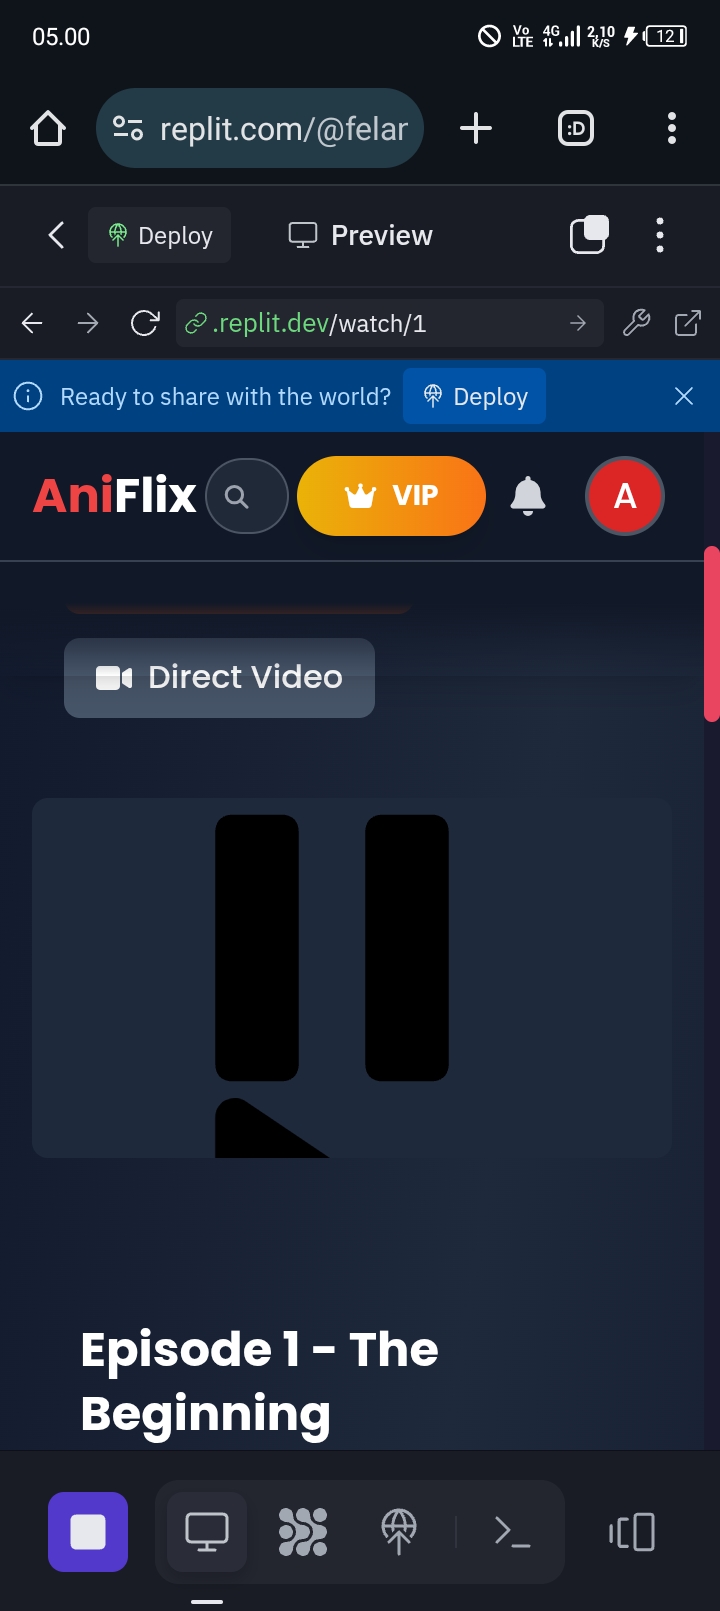 05.00
Vo LTE 4G 2,10 K/S 12
replit.com/@felar
:D
Deploy
Preview
.replit.dev/watch/1
Ready to share with the world?
Deploy
AniFlix
VIP
A
Direct Video
Episode 1 - The
Beginning